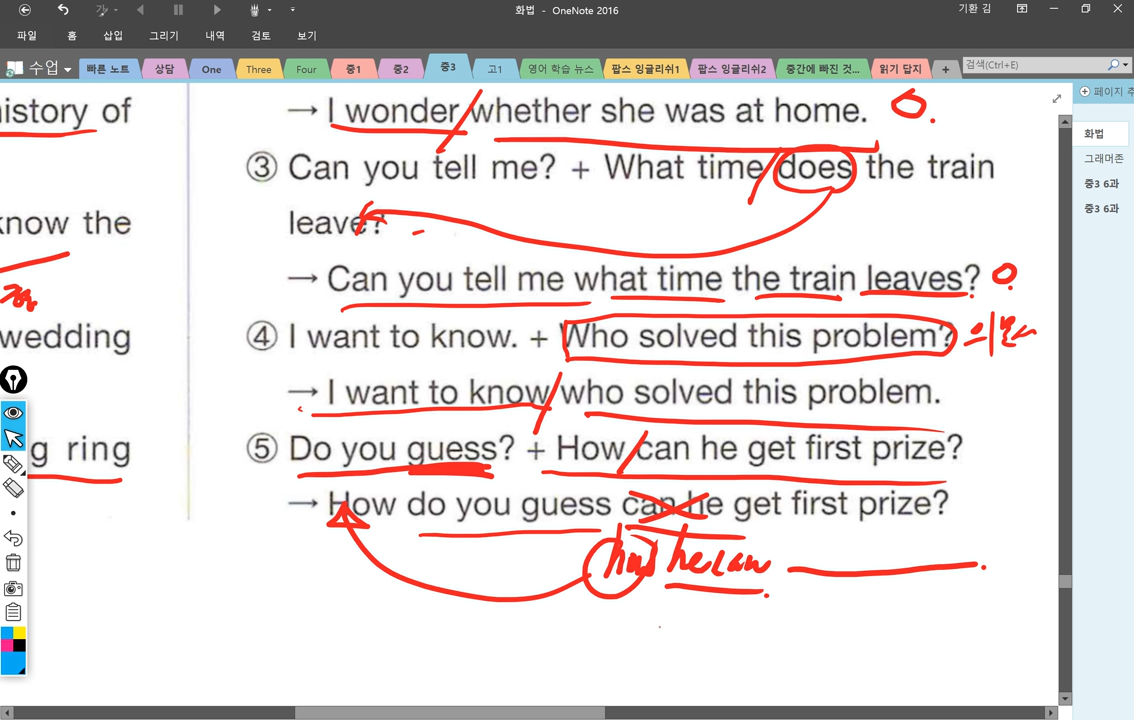 화법 - OneNote 2016
기환 김
파일 홈 삽입 그리기 내역 검토 보기
수업 빠른 노트 상담 One Three Four 중1 중2 중3 고1 영어 학습 뉴스 팝스 잉글리쉬1 팝스 잉글리쉬2 중간에 빠진 것... 읽기 답지 + 검색(Ctrl+E)
페이지 추
화법
그래머존
중3 6과
중3 6과
istory of
know the
wedding
g ring
→ I wonder whether she was at home.
③ Can you tell me? + What time does the train
leave?
→ Can you tell me what time the train leaves?
④ I want to know. + Who solved this problem?
→ I want to know who solved this problem.
⑤ Do you guess? + How can he get first prize?
→ How do you guess can he get first prize?
he can